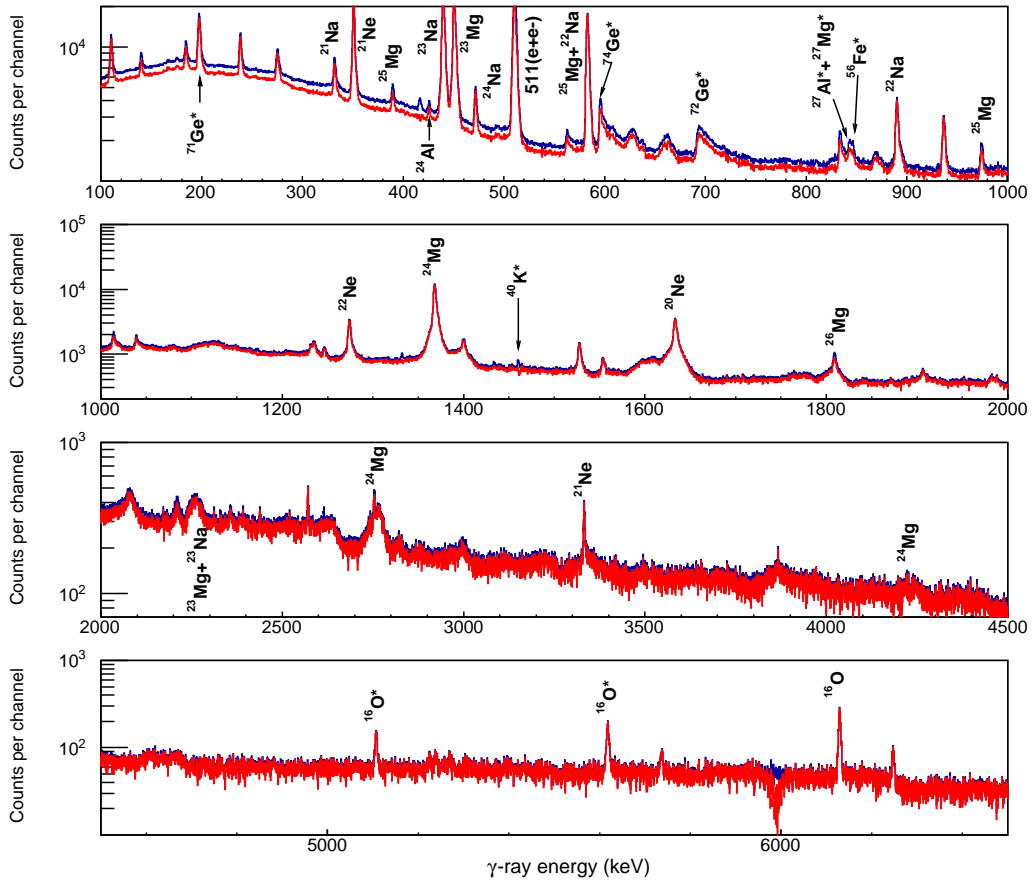 Counts per channel
10⁴
²¹Na
²¹Ne
²⁵Mg
²³Na
²³Mg
²⁴Na
511(e+e-)
²⁵Mg+ ²²Na
⁷⁴Ge*
⁷²Ge*
²⁷Al*+ ²⁷Mg*
⁵⁶Fe*
²²Na
²⁵Mg
⁷¹Ge*
²⁴Al
100 200 300 400 500 600 700 800 900 1000
Counts per channel
10⁵
10⁴
10³
²²Ne
²⁴Mg
⁴⁰K*
²⁰Ne
²⁶Mg
1000 1200 1400 1600 1800 2000
Counts per channel
10³
10²
²³Mg+ ²³Na
²⁴Mg
²¹Ne
²⁴Mg
2000 2500 3000 3500 4000 4500
Counts per channel
10³
10²
¹⁶O*
¹⁶O*
¹⁶O
5000 6000
γ-ray energy (keV)